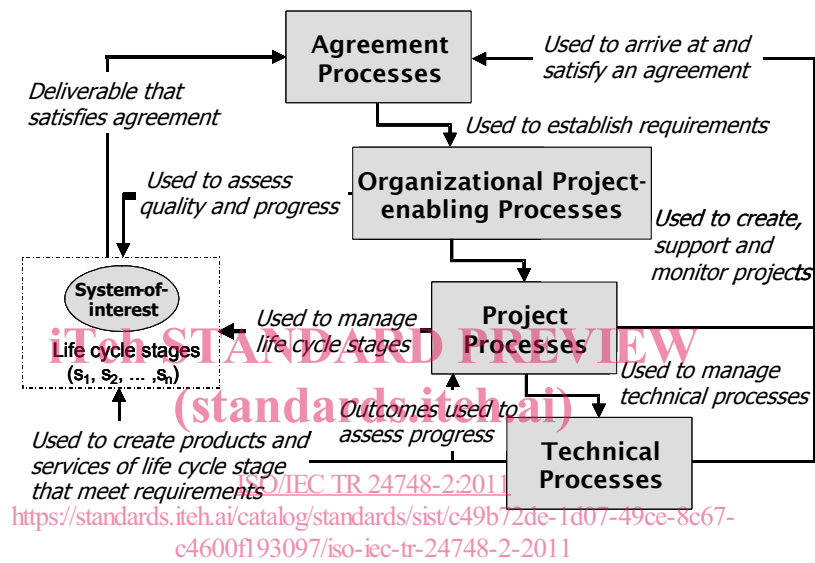 Agreement
Processes
Used to arrive at and
satisfy an agreement
Deliverable that
satisfies agreement
Used to establish requirements
Organizational Project-
enabling Processes
Used to assess
quality and progress
Used to create,
support and
monitor projects
System-of-
interest
Life cycle stages
(s1, s2, ... ,sn)
Used to manage
life cycle stages
Project
Processes
iTeh STANDARD PREVIEW
(standards.iteh.ai)
Used to manage
technical processes
Outcomes used to
assess progress
Used to create products and
services of life cycle stage
that meet requirements
Technical
Processes
ISO/IEC TR 24748-2:2011
https://standards.iteh.ai/catalog/standards/sist/c49b72de-1d07-49ce-8c67-
c4600f193097/iso-iec-tr-24748-2-2011